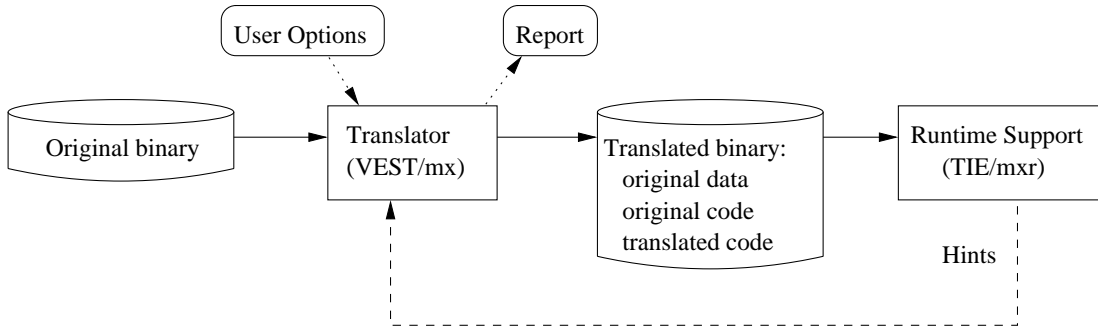 User Options
Report
Original binary
Translator
(VEST/mx)
Translated binary:
original data
original code
translated code
Runtime Support
(TIE/mxr)
Hints